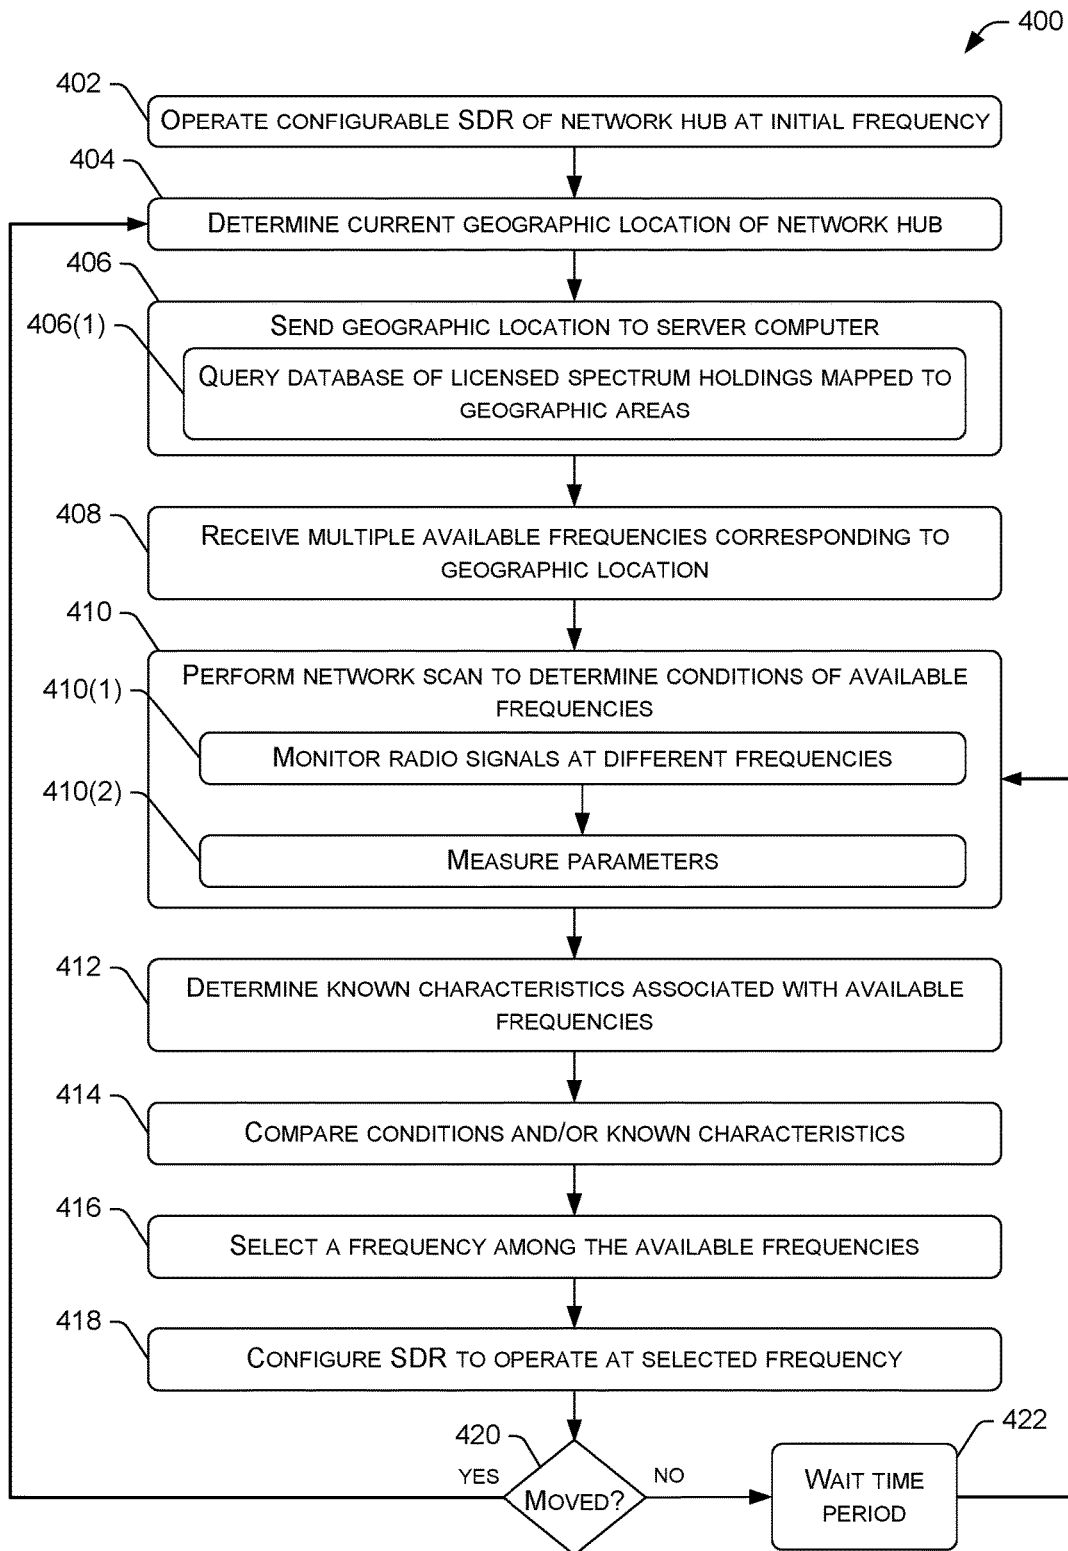 400
402
OPERATE CONFIGURABLE SDR OF NETWORK HUB AT INITIAL FREQUENCY
404
DETERMINE CURRENT GEOGRAPHIC LOCATION OF NETWORK HUB
406
SEND GEOGRAPHIC LOCATION TO SERVER COMPUTER
406(1)
QUERY DATABASE OF LICENSED SPECTRUM HOLDINGS MAPPED TO
GEOGRAPHIC AREAS
408
RECEIVE MULTIPLE AVAILABLE FREQUENCIES CORRESPONDING TO
GEOGRAPHIC LOCATION
410
PERFORM NETWORK SCAN TO DETERMINE CONDITIONS OF AVAILABLE
FREQUENCIES
410(1)
MONITOR RADIO SIGNALS AT DIFFERENT FREQUENCIES
410(2)
MEASURE PARAMETERS
412
DETERMINE KNOWN CHARACTERISTICS ASSOCIATED WITH AVAILABLE
FREQUENCIES
414
COMPARE CONDITIONS AND/OR KNOWN CHARACTERISTICS
416
SELECT A FREQUENCY AMONG THE AVAILABLE FREQUENCIES
418
CONFIGURE SDR TO OPERATE AT SELECTED FREQUENCY
420
YES
MOVED?
NO
422
WAIT TIME
PERIOD